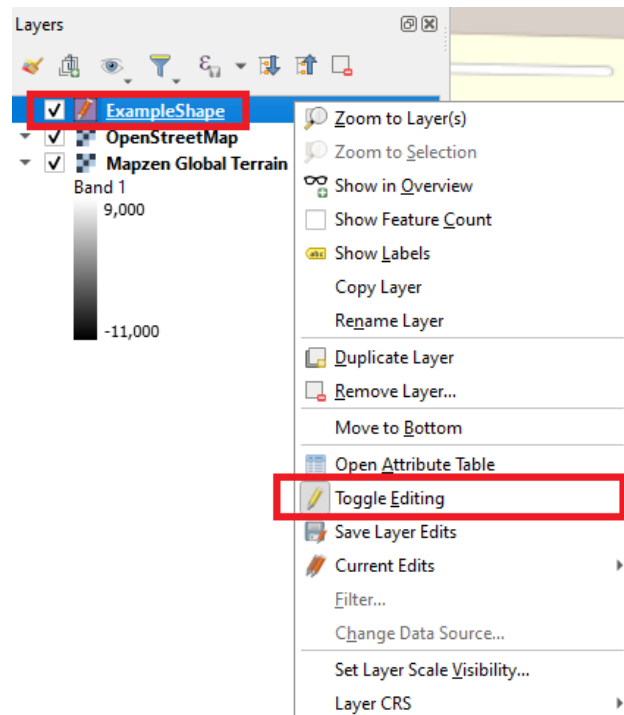 Layers
ExampleShape
OpenStreetMap
Mapzen Global Terrain
Band 1
9,000
-11,000
Zoom to Layer(s)
Zoom to Selection
Show in Overview
Show Feature Count
abc Show Labels
Copy Layer
Rename Layer
Duplicate Layer
Remove Layer...
Move to Bottom
Open Attribute Table
Toggle Editing
Save Layer Edits
Current Edits
Filter...
Change Data Source...
Set Layer Scale Visibility...
Layer CRS